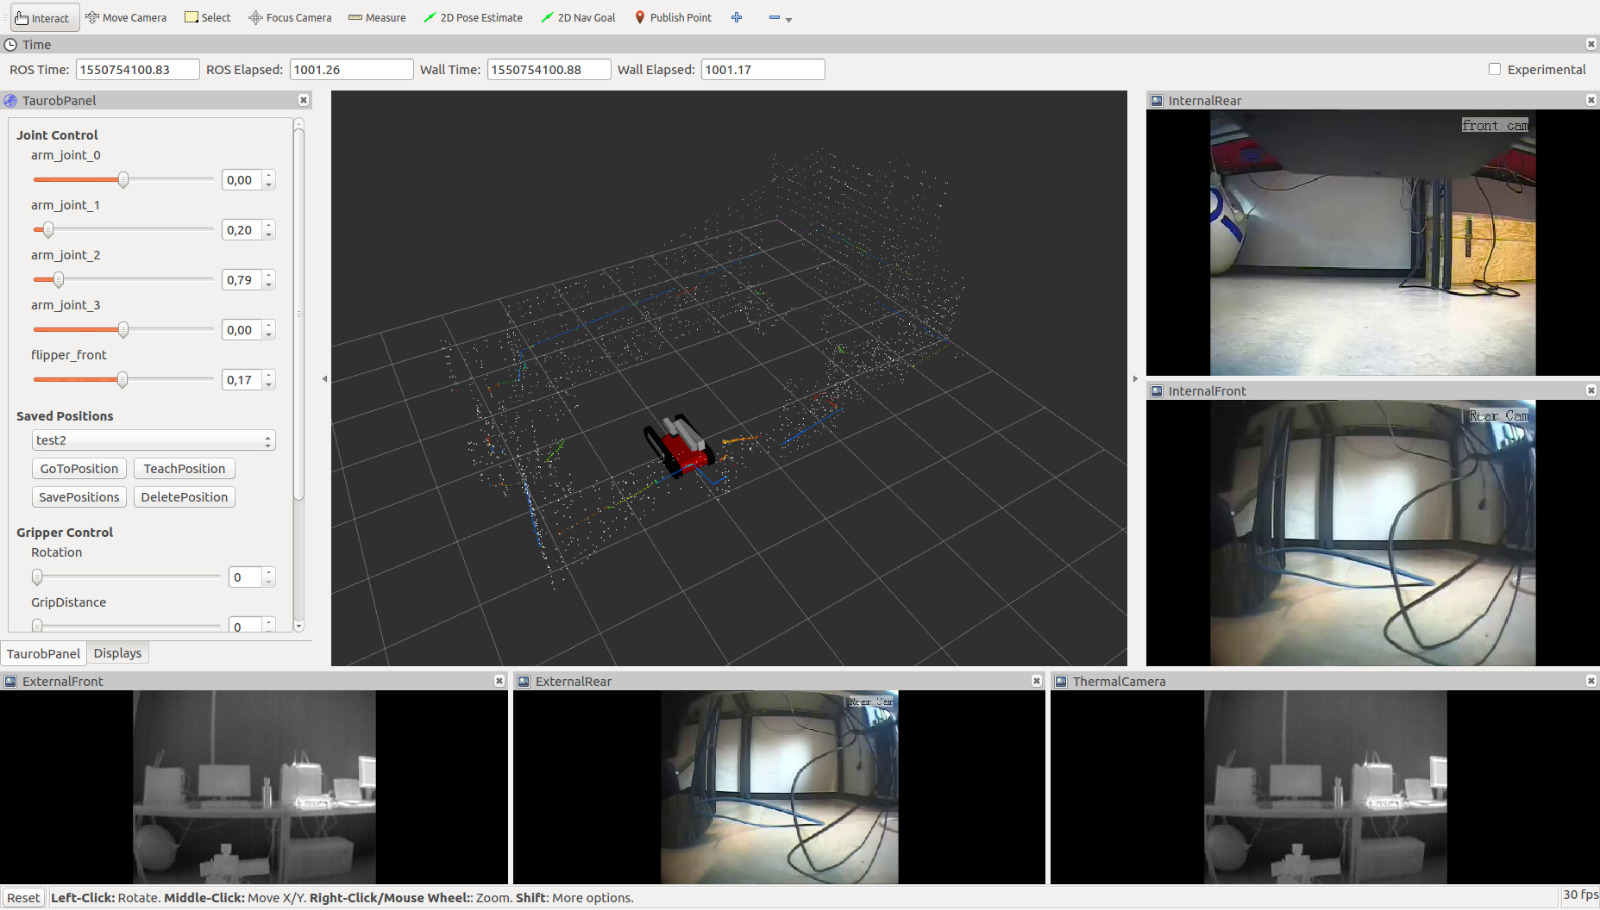 Interact Move Camera Select Focus Camera Measure 2D Pose Estimate 2D Nav Goal Publish Point
Time
ROS Time: 1550754100.83 ROS Elapsed: 1001.26 Wall Time: 1550754100.88 Wall Elapsed: 1001.17 Experimental
TaurobPanel
Joint Control
arm_joint_0
0,00
arm_joint_1
0,20
arm_joint_2
0,79
arm_joint_3
0,00
flipper_front
0,17
Saved Positions
test2
GoToPosition TeachPosition
SavePositions DeletePosition
Gripper Control
Rotation
0
GripDistance
0
TaurobPanel Displays
InternalRear
front cam
InternalFront
Rear Cam
ExternalFront
ExternalRear
Rear Cam
ThermalCamera
Reset Left-Click: Rotate. Middle-Click: Move X/Y. Right-Click/Mouse Wheel:: Zoom. Shift: More options. 30 fps